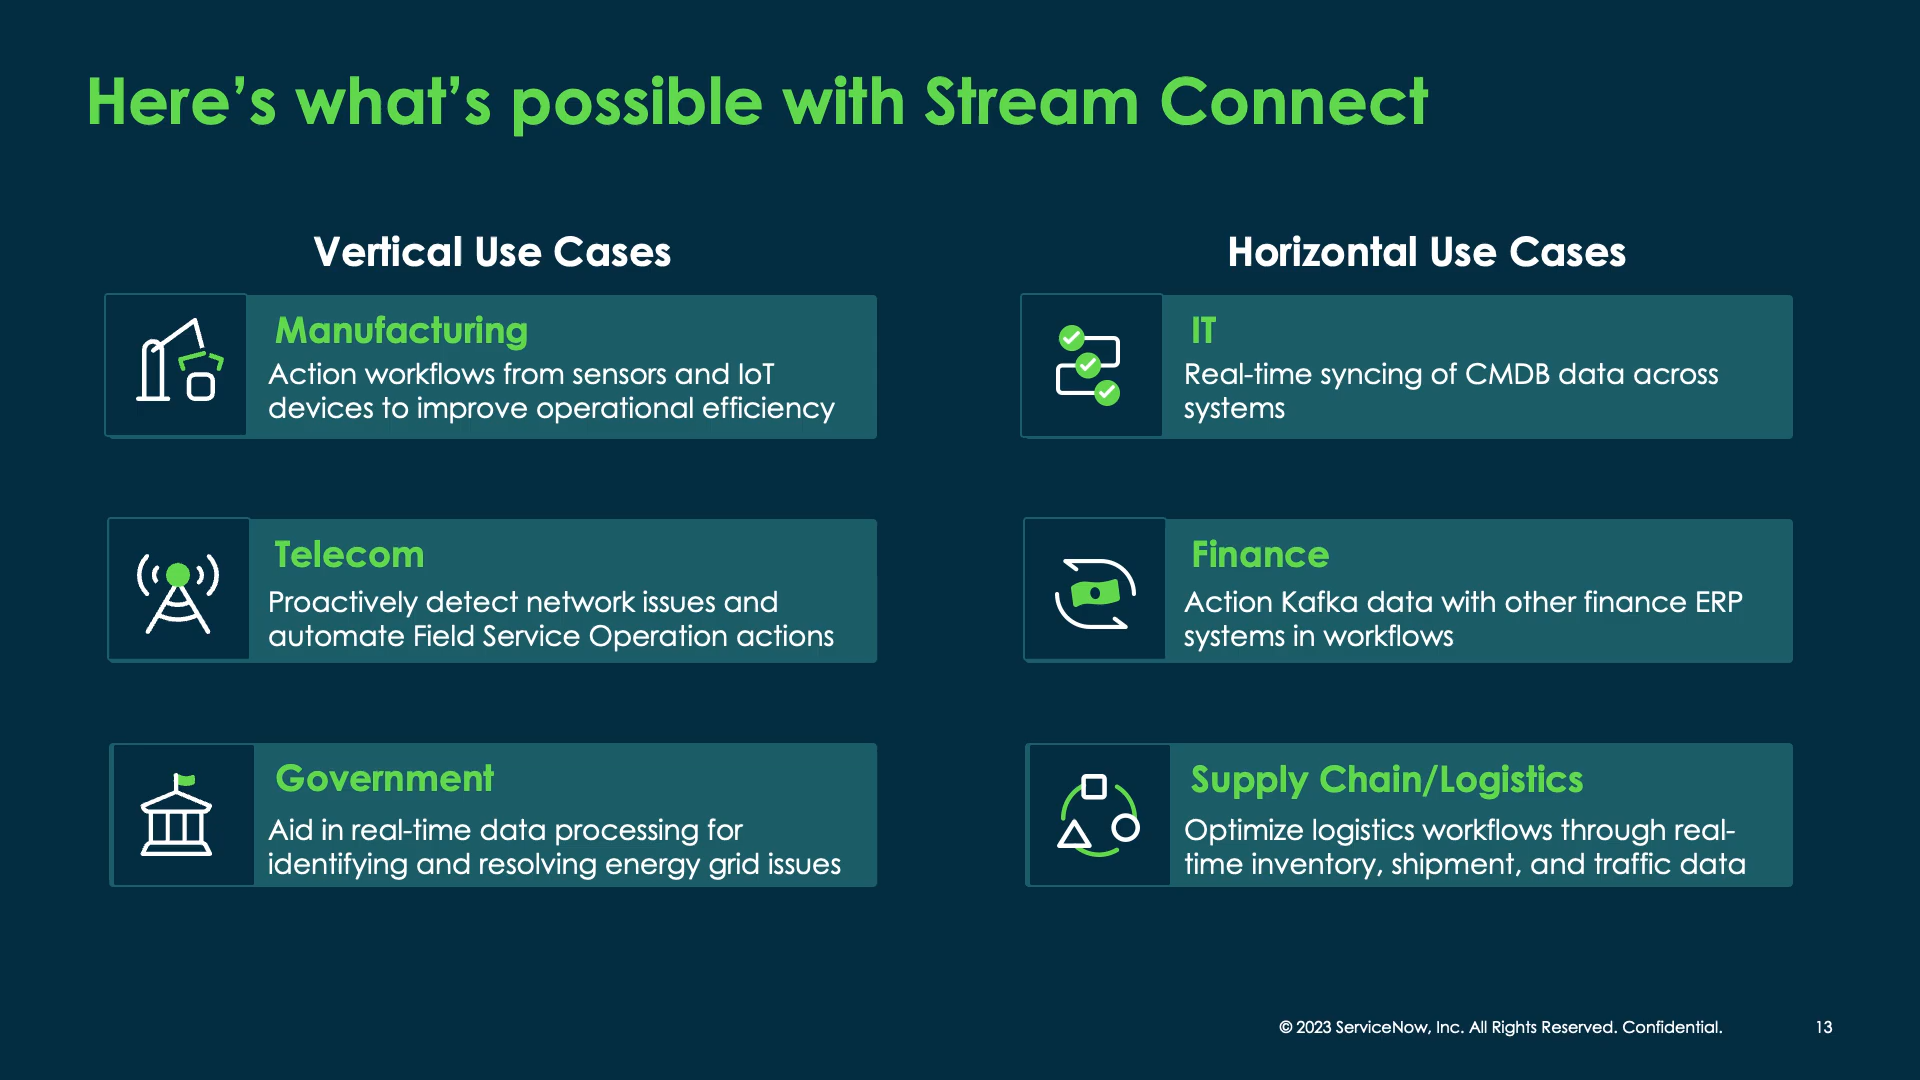 Here’s what’s possible with Stream Connect
Vertical Use Cases
Manufacturing
Action workflows from sensors and IoT
devices to improve operational efficiency
Telecom
Proactively detect network issues and
automate Field Service Operation actions
Government
Aid in real-time data processing for
identifying and resolving energy grid issues
Horizontal Use Cases
IT
Real-time syncing of CMDB data across
systems
Finance
Action Kafka data with other finance ERP
systems in workflows
Supply Chain/Logistics
Optimize logistics workflows through real-
time inventory, shipment, and traffic data
© 2023 ServiceNow, Inc. All Rights Reserved. Confidential.
13